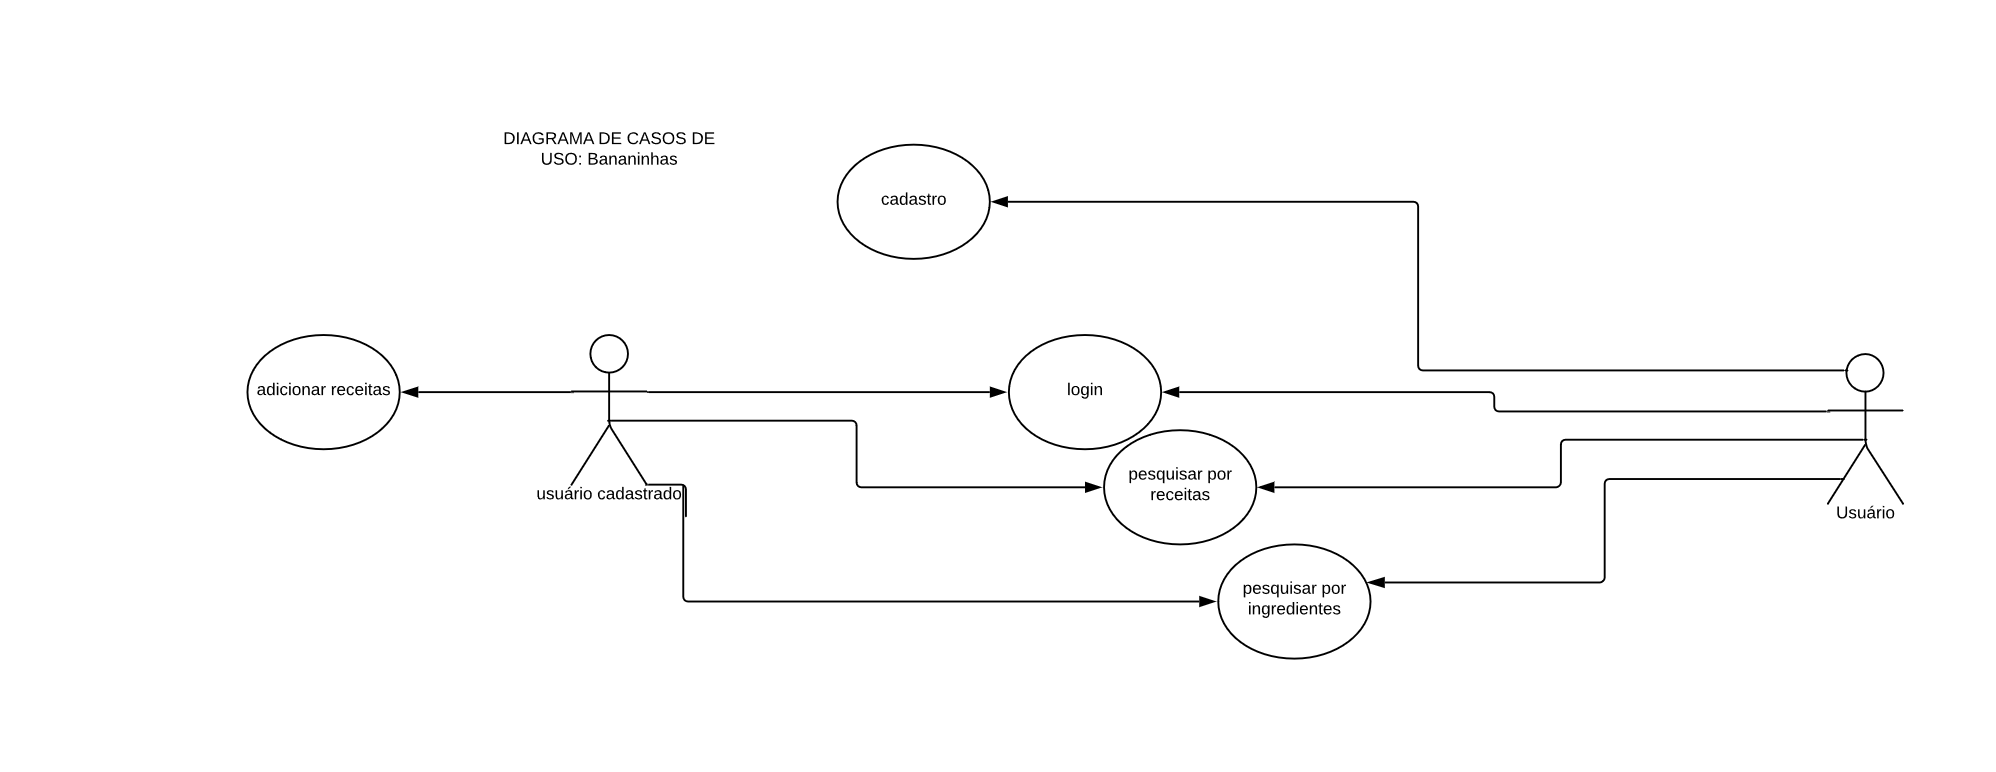 DIAGRAMA DE CASOS DE
USO: Bananinhas
cadastro
adicionar receitas
login
pesquisar por
receitas
usuário cadastrado
Usuário
pesquisar por
ingredientes